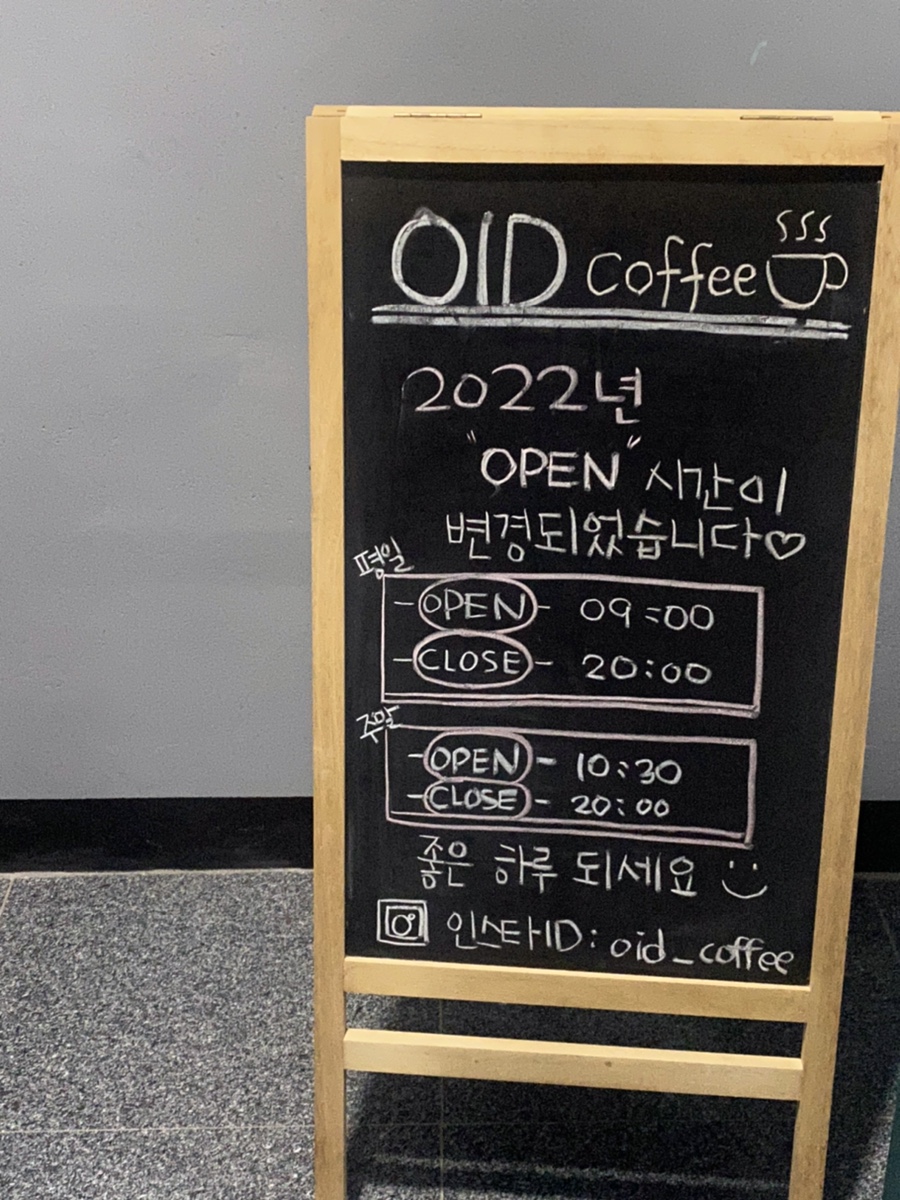 OID coffee
2022년
"OPEN" 시간이
변경되었습니다♡
평일
-OPEN- 09:00
-CLOSE- 20:00
주말
-OPEN- 10:30
-CLOSE- 20:00
좋은 하루 되세요
인스타ID: oid_coffee